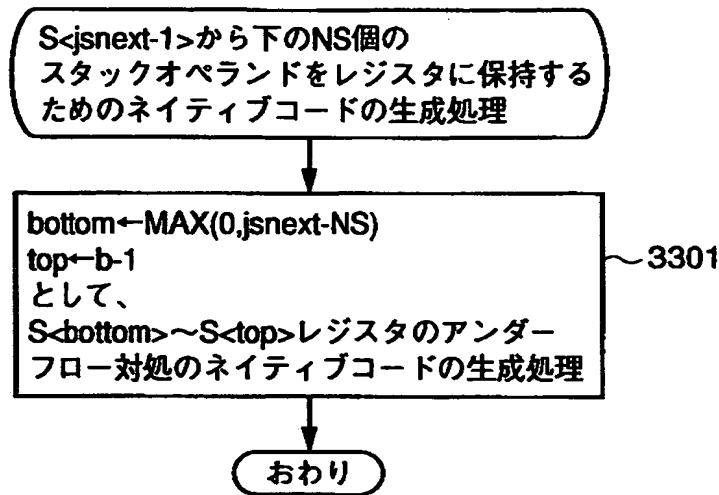 S<jsnext-1>から下のNS個の
スタックオペランドをレジスタに保持する
ためのネイティブコードの生成処理
bottom←MAX(0,jsnext-NS)
top←b-1
として、
S<bottom>～S<top>レジスタのアンダー
フロー対処のネイティブコードの生成処理
3301
おわり